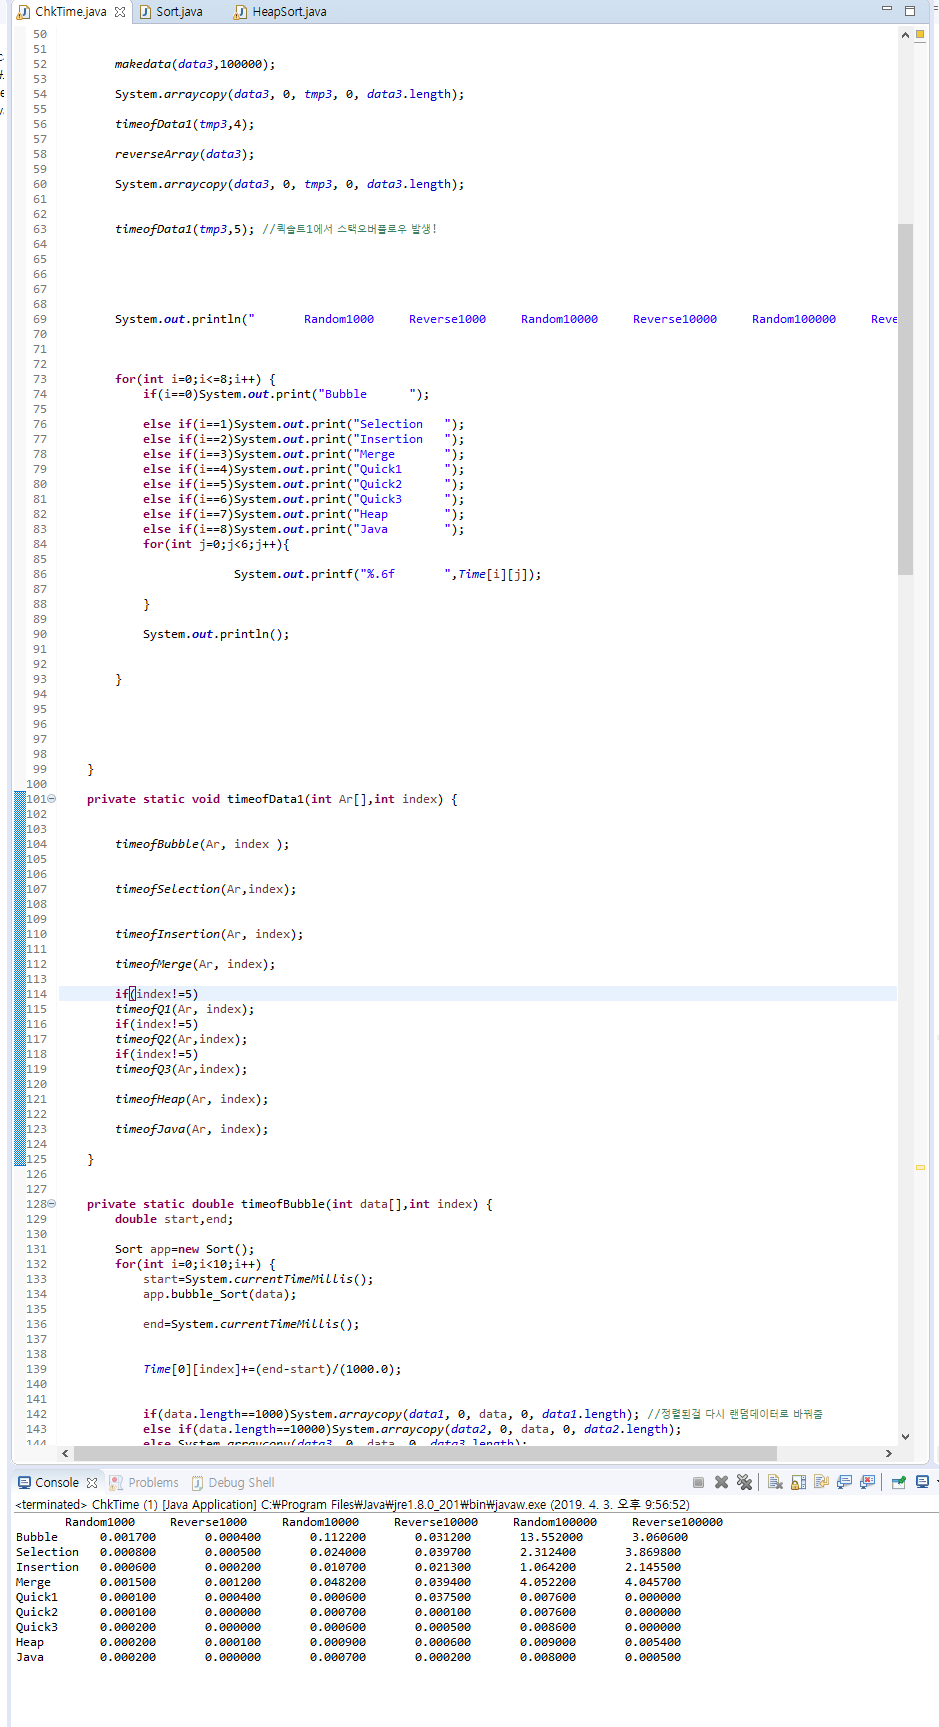 ChkTime.java Sort.java HeapSort.java
50
51
52 makedata(data3,100000);
53
54 System.arraycopy(data3, 0, tmp3, 0, data3.length);
55
56 timeofData1(tmp3,4);
57
58 reverseArray(data3);
59
60 System.arraycopy(data3, 0, tmp3, 0, data3.length);
61
62
63 timeofData1(tmp3,5); //퀵솔트1에서 스택오버플로우 발생!
64
65
66
67
68
69 System.out.println("       Random1000     Reverse1000     Random10000     Reverse10000     Random100000     Reve
70
71
72
73 for(int i=0;i<=8;i++) {
74 if(i==0)System.out.print("Bubble      ");
75
76 else if(i==1)System.out.print("Selection   ");
77 else if(i==2)System.out.print("Insertion   ");
78 else if(i==3)System.out.print("Merge       ");
79 else if(i==4)System.out.print("Quick1      ");
80 else if(i==5)System.out.print("Quick2      ");
81 else if(i==6)System.out.print("Quick3      ");
82 else if(i==7)System.out.print("Heap        ");
83 else if(i==8)System.out.print("Java        ");
84 for(int j=0;j<6;j++){
85
86 System.out.printf("%.6f       ",Time[i][j]);
87
88 }
89
90 System.out.println();
91
92
93 }
94
95
96
97
98
99 }
100
101 private static void timeofData1(int Ar[],int index) {
102
103
104 timeofBubble(Ar, index );
105
106
107 timeofSelection(Ar,index);
108
109
110 timeofInsertion(Ar, index);
111
112 timeofMerge(Ar, index);
113
114 if(index!=5)
115 timeofQ1(Ar, index);
116 if(index!=5)
117 timeofQ2(Ar,index);
118 if(index!=5)
119 timeofQ3(Ar,index);
120
121 timeofHeap(Ar, index);
122
123 timeofJava(Ar, index);
124
125 }
126
127
128 private static double timeofBubble(int data[],int index) {
129 double start,end;
130
131 Sort app=new Sort();
132 for(int i=0;i<10;i++) {
133 start=System.currentTimeMillis();
134 app.bubble_Sort(data);
135
136 end=System.currentTimeMillis();
137
138
139 Time[0][index]+=(end-start)/(1000.0);
140
141
142 if(data.length==1000)System.arraycopy(data1, 0, data, 0, data1.length); //정렬된걸 다시 랜덤데이터로 바꿔줌
143 else if(data.length==10000)System.arraycopy(data2, 0, data, 0, data2.length);
144 else System.arraycopy(data3, 0, data, 0, data3.length);
Console Problems Debug Shell
<terminated> ChkTime (1) [Java Application] C:₩Program Files₩Java₩jre1.8.0_201₩bin₩javaw.exe (2019. 4. 3. 오후 9:56:52)
Random1000 Reverse1000 Random10000 Reverse10000 Random100000 Reverse100000
Bubble 0.001700 0.000400 0.112200 0.031200 13.552000 3.060600
Selection 0.000800 0.000500 0.024000 0.039700 2.312400 3.869800
Insertion 0.000600 0.000200 0.010700 0.021300 1.064200 2.145500
Merge 0.001500 0.001200 0.048200 0.039400 4.052200 4.045700
Quick1 0.000100 0.000400 0.000600 0.037500 0.007600 0.000000
Quick2 0.000100 0.000000 0.000700 0.000100 0.007600 0.000000
Quick3 0.000200 0.000000 0.000600 0.000500 0.008600 0.000000
Heap 0.000200 0.000100 0.000900 0.000600 0.009000 0.005400
Java 0.000200 0.000000 0.000700 0.000200 0.008000 0.000500